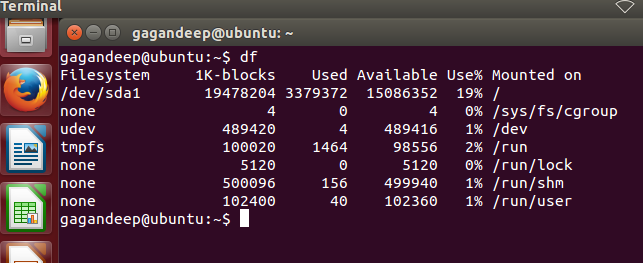 Terminal
gagandeep@ubuntu: ~
gagandeep@ubuntu:~$ df
Filesystem     1K-blocks    Used Available Use% Mounted on
/dev/sda1       19478204 3379372  15086352  19% /
none                   4       0         4   0% /sys/fs/cgroup
udev              489420       4    489416   1% /dev
tmpfs             100020    1464     98556   2% /run
none                5120       0      5120   0% /run/lock
none              500096     156    499940   1% /run/shm
none              102400      40    102360   1% /run/user
gagandeep@ubuntu:~$